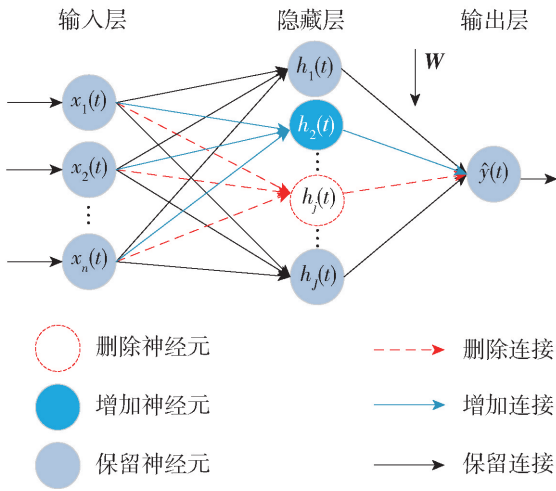 输入层 隐藏层 输出层
h₁(t) W
x₁(t) h₂(t)
x₂(t) ⋮ ŷ(t)
⋮ hⱼ(t)
xₙ(t) ⋮
h_J(t)
删除神经元 删除连接
增加神经元 增加连接
保留神经元 保留连接